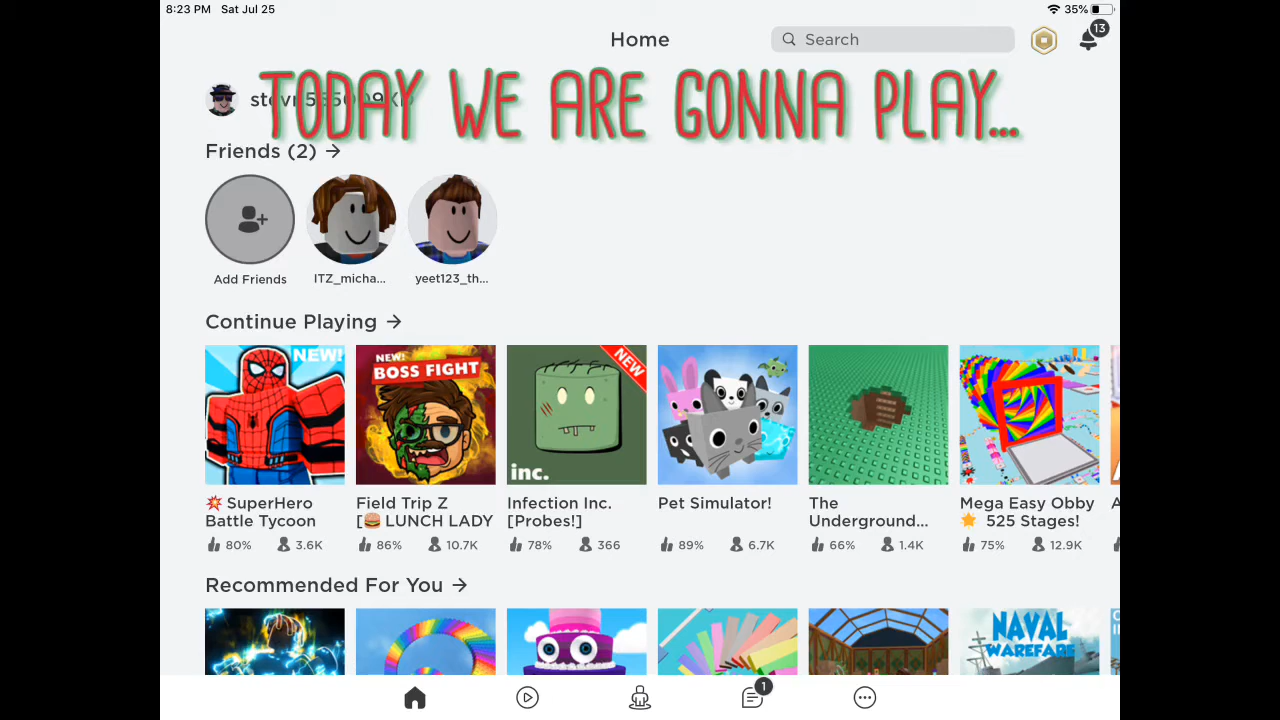 8:23 PM Sat Jul 25 35%
Home
Search
13
TODAY WE ARE GONNA PLAY...
Friends (2)
Add Friends
ITZ_micha...
yeet123_th...
Continue Playing
NEW!
NEW!
BOSS FIGHT
NEW
inc.
SuperHero
Battle Tycoon
80% 3.6K
Field Trip Z
[🍔 LUNCH LADY
86% 10.7K
Infection Inc.
[Probes!]
78% 366
Pet Simulator!
89% 6.7K
The
Underground...
66% 1.4K
Mega Easy Obby
525 Stages!
75% 12.9K
Recommended For You
NAVAL
WAREFARE
1